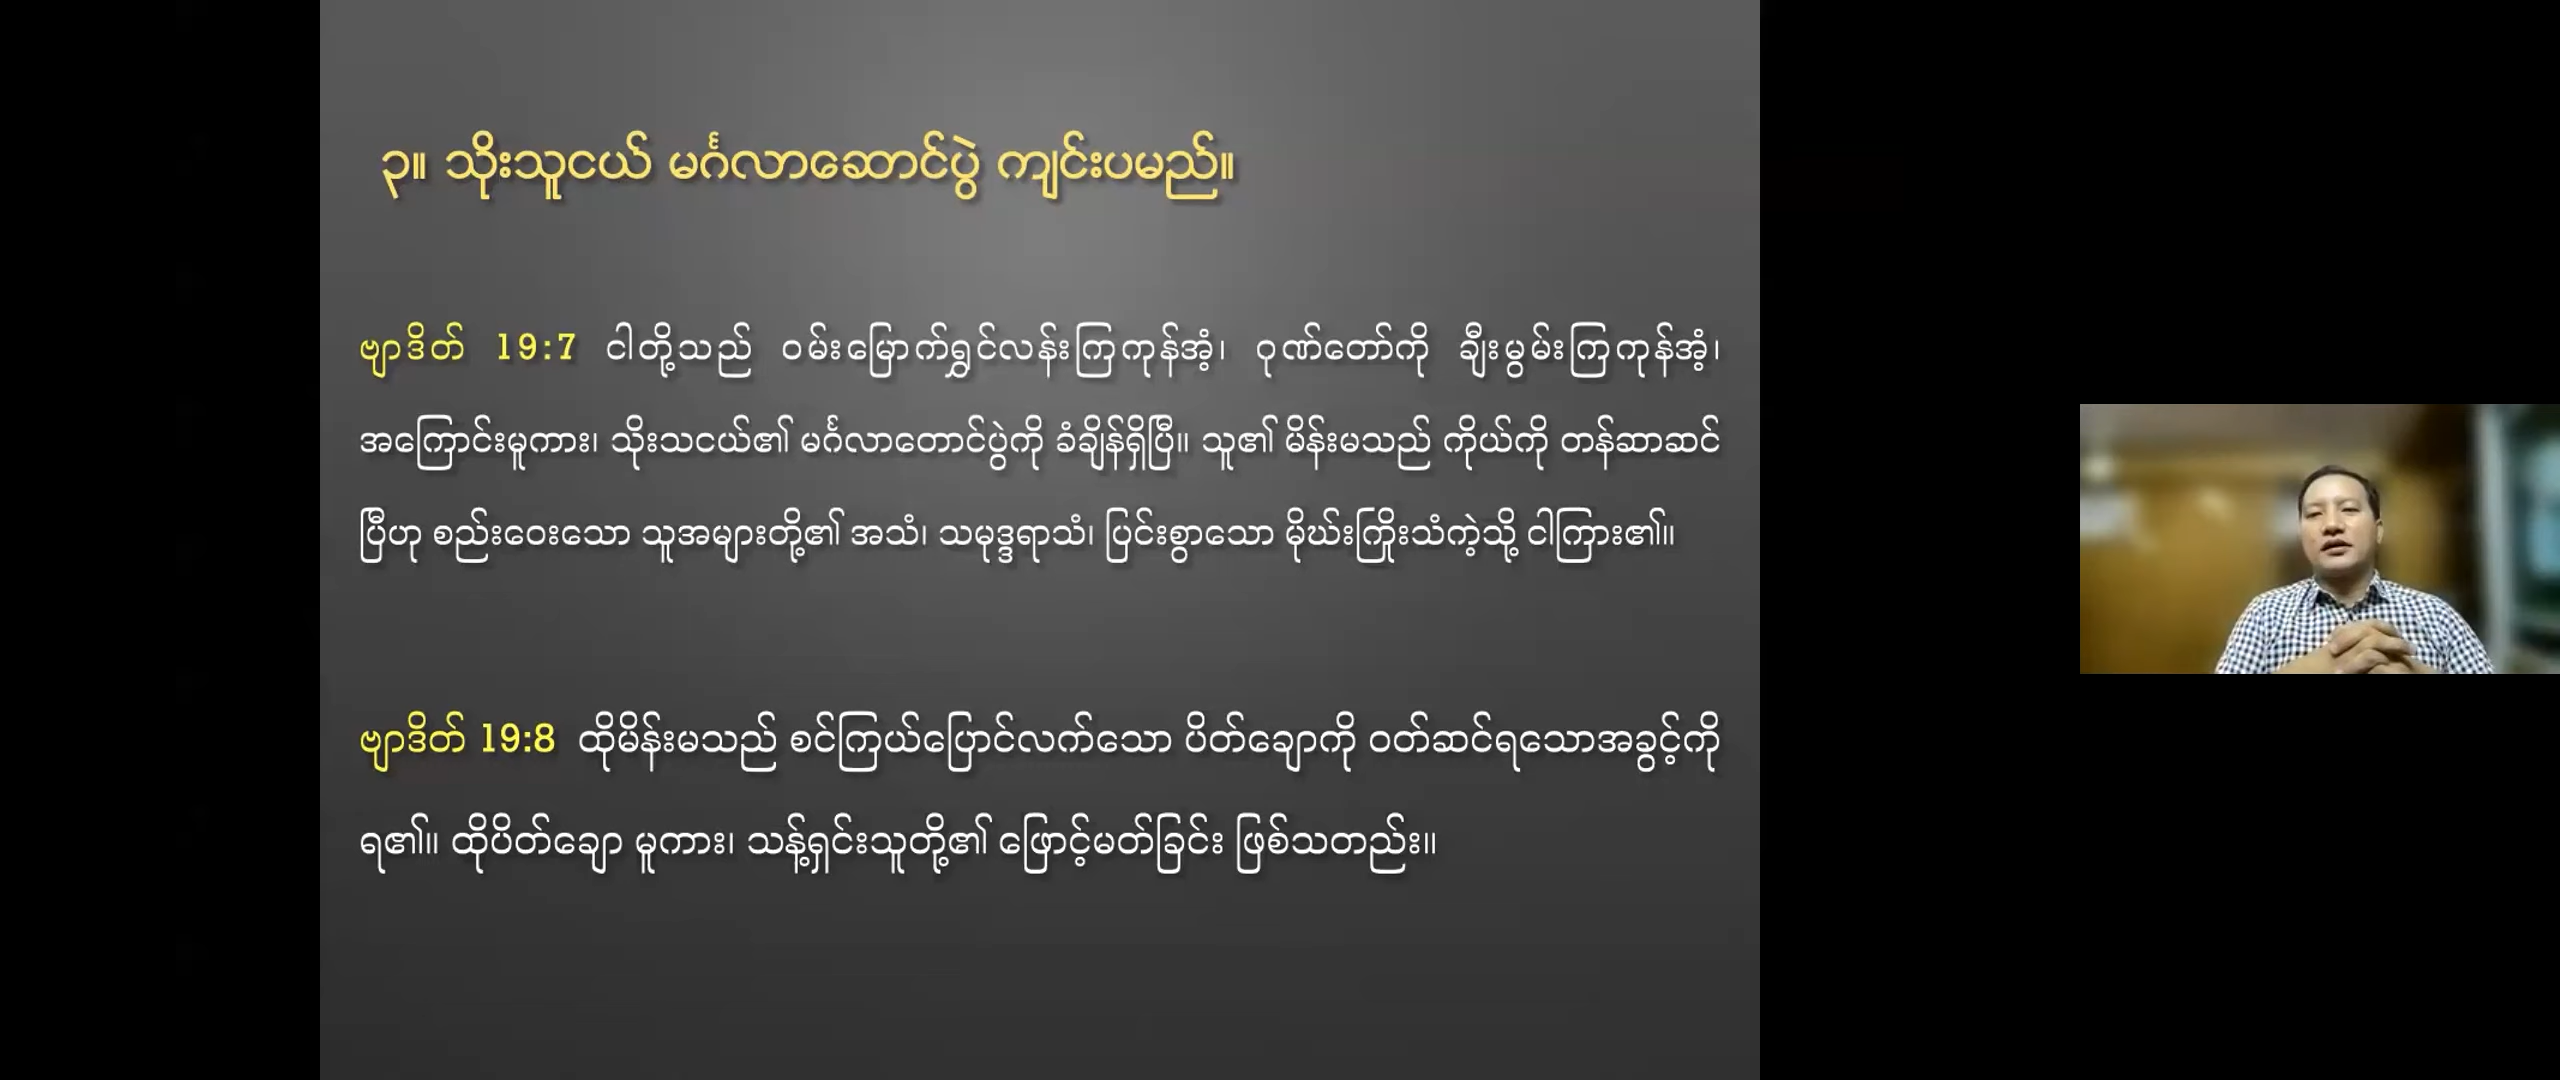 ၃။ သိုးသူငယ် မင်္ဂလာဆောင်ပွဲ ကျင်းပမည်။
ဗျာဒိတ် 19:7 ငါတို့သည် ဝမ်းမြောက်ရွှင်လန်းကြကုန်အံ့၊ ဂုဏ်တော်ကို ချီးမွမ်းကြကုန်အံ့၊
အကြောင်းမူကား၊ သိုးသငယ်၏ မင်္ဂလာတောင်ပွဲကို ခံချိန်ရှိပြီ။ သူ၏ မိန်းမသည် ကိုယ်ကို တန်ဆာဆင်
ပြီဟု စည်းဝေးသော သူအများတို့၏ အသံ၊ သမုဒ္ဒရာသံ၊ ပြင်းစွာသော မိုဃ်းကြိုးသံကဲ့သို့ ငါကြား၏။
ဗျာဒိတ် 19:8 ထိုမိန်းမသည် စင်ကြယ်ပြောင်လက်သော ပိတ်ချောကို ဝတ်ဆင်ရသောအခွင့်ကို
ရ၏။ ထိုပိတ်ချော မူကား၊ သန့်ရှင်းသူတို့၏ ဖြောင့်မတ်ခြင်း ဖြစ်သတည်း။